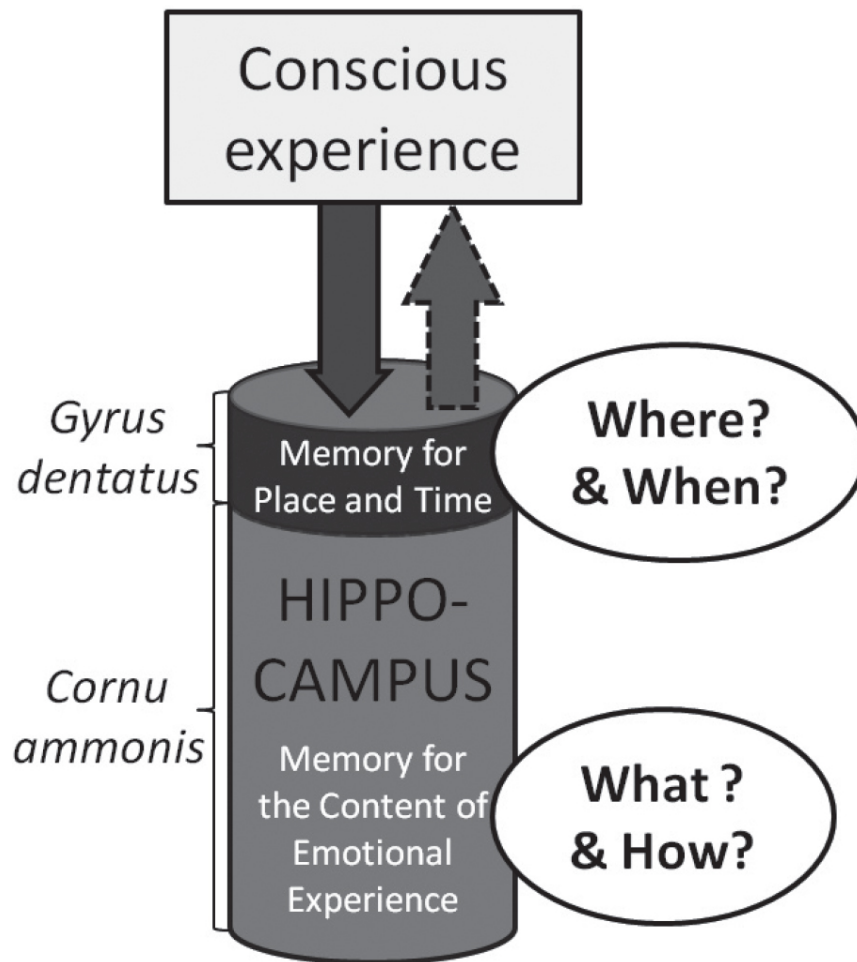 Conscious
experience
Gyrus
dentatus
Memory for
Place and Time
Where?
& When?
HIPPO-
CAMPUS
Cornu
ammonis
Memory for
the Content of
Emotional
Experience
What ?
& How?